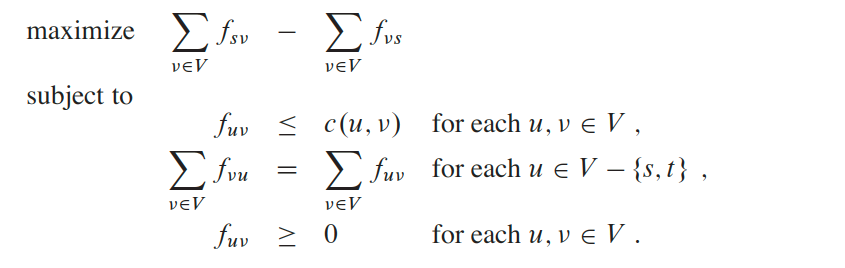 maximize ∑_{v∈V} f_{sv} − ∑_{v∈V} f_{vs}
subject to
f_{uv} ≤ c(u, v) for each u, v ∈ V ,
∑_{v∈V} f_{vu} = ∑_{v∈V} f_{uv} for each u ∈ V − {s, t} ,
f_{uv} ≥ 0 for each u, v ∈ V .